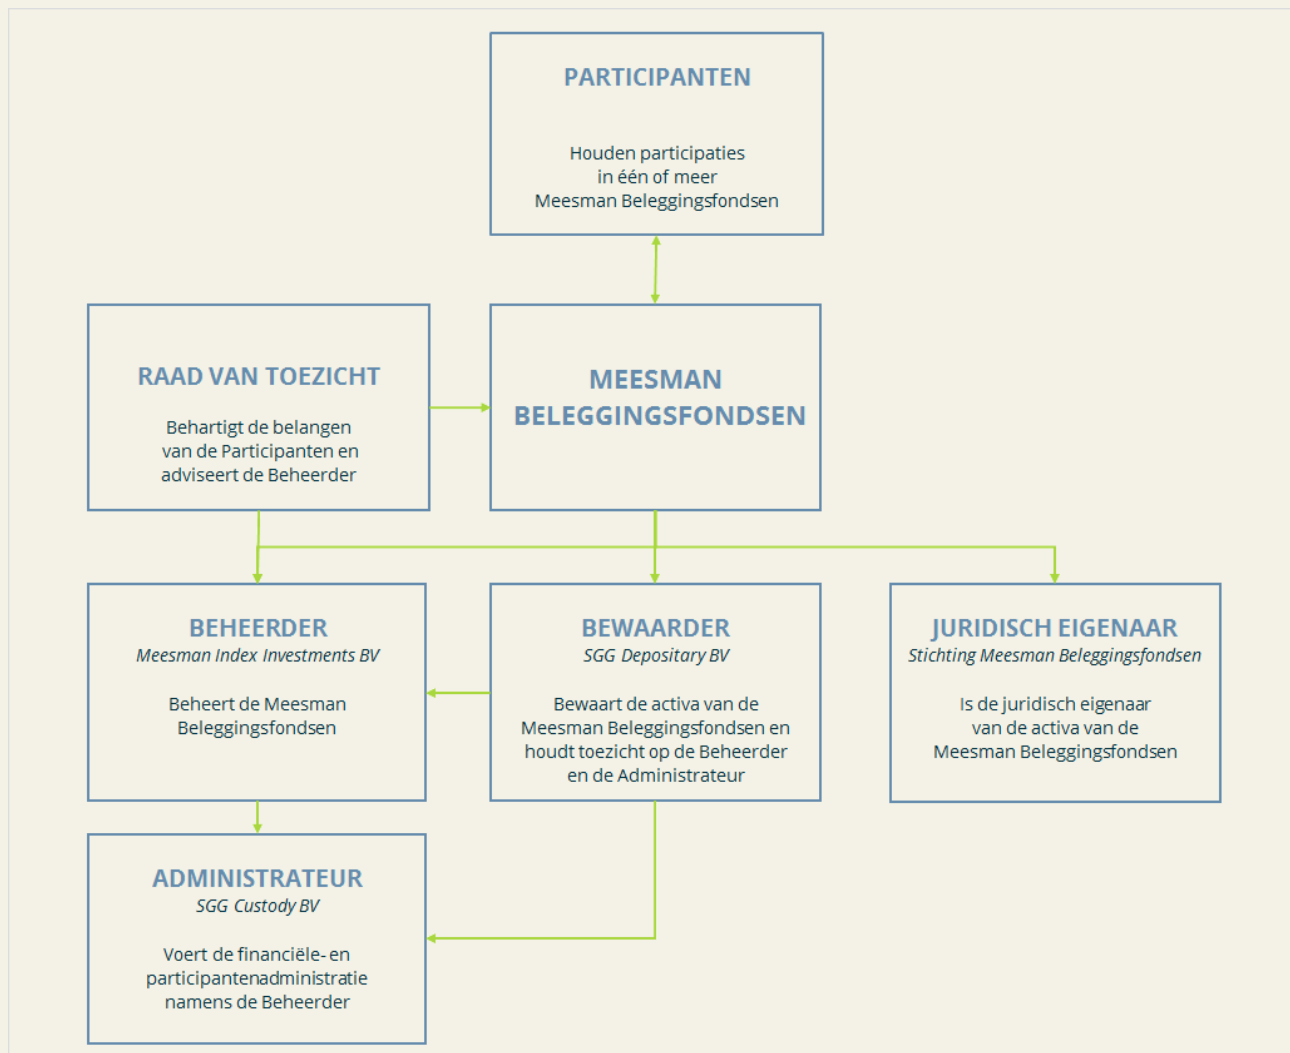 PARTICIPANTEN
Houden participaties
in één of meer
Meesman Beleggingsfondsen
RAAD VAN TOEZICHT
Behartigt de belangen
van de Participanten en
adviseert de Beheerder
MEESMAN
BELEGGINGSFONDSEN
BEHEERDER
Meesman Index Investments BV
Beheert de Meesman
Beleggingsfondsen
BEWAARDER
SGG Depositary BV
Bewaart de activa van de
Meesman Beleggingsfondsen en
houdt toezicht op de Beheerder
en de Administrateur
JURIDISCH EIGENAAR
Stichting Meesman Beleggingsfondsen
Is de juridisch eigenaar
van de activa van de
Meesman Beleggingsfondsen
ADMINISTRATEUR
SGG Custody BV
Voert de financiële- en
participantenadministratie
namens de Beheerder